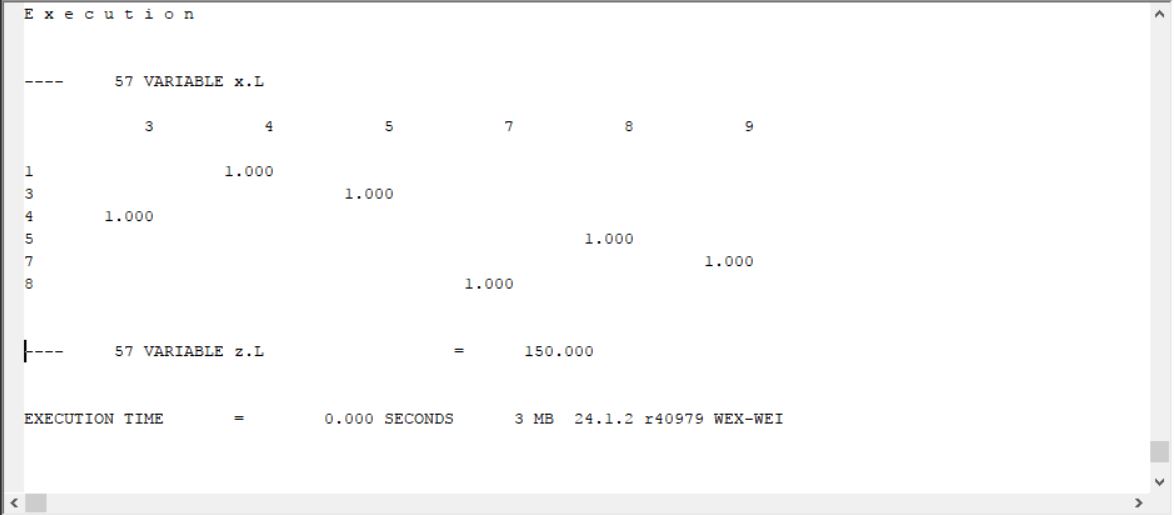 E x e c u t i o n
----     57 VARIABLE x.L
            3           4           5           7           8           9
1                   1.000
3                               1.000
4       1.000
5                                                       1.000
7                                                                   1.000
8                                           1.000
----     57 VARIABLE z.L                   =      150.000
EXECUTION TIME       =        0.000 SECONDS      3 MB  24.1.2 r40979 WEX-WEI